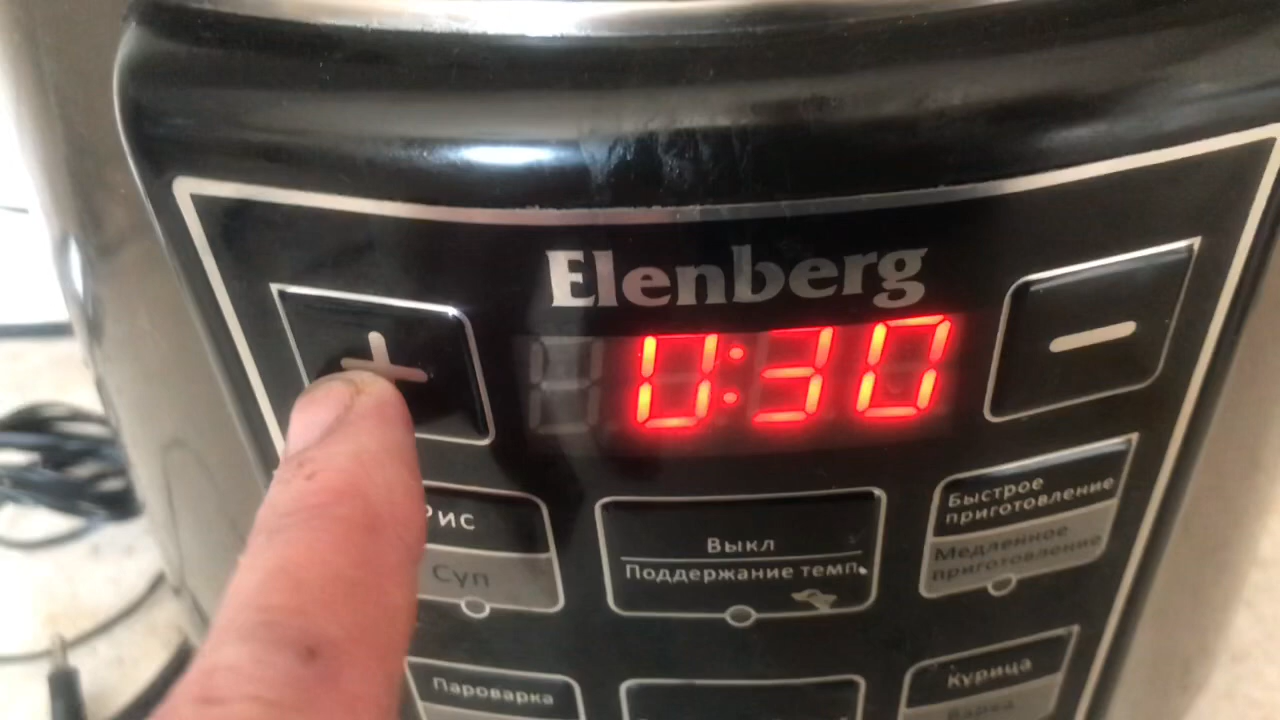 Elenberg
+
0:30
-
Рис
Суп
Выкл
Поддержание темп.
Быстрое
приготовление
Медленное
приготовление
Пароварка
Курица